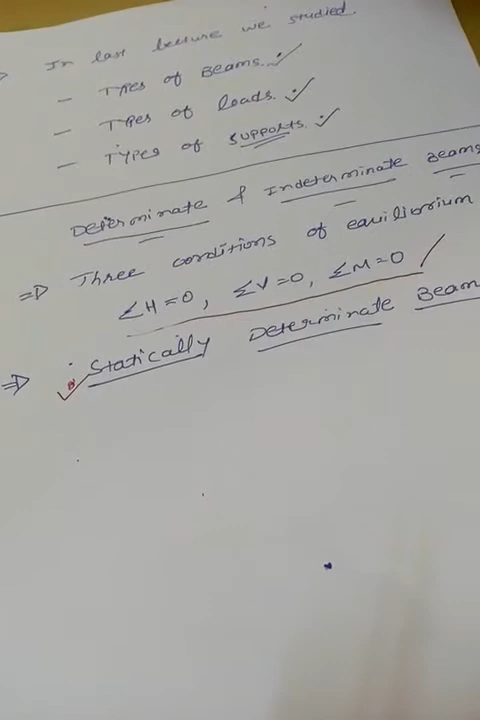 In last lecture we studied.
- Types of Beams.
- Types of loads.
- Types of supports.
Determinate & Indeterminate Beams
⇒ Three conditions of equilibrium
ΣH=0, ΣV=0, ΣM=0
⇒ Statically Determinate Beam